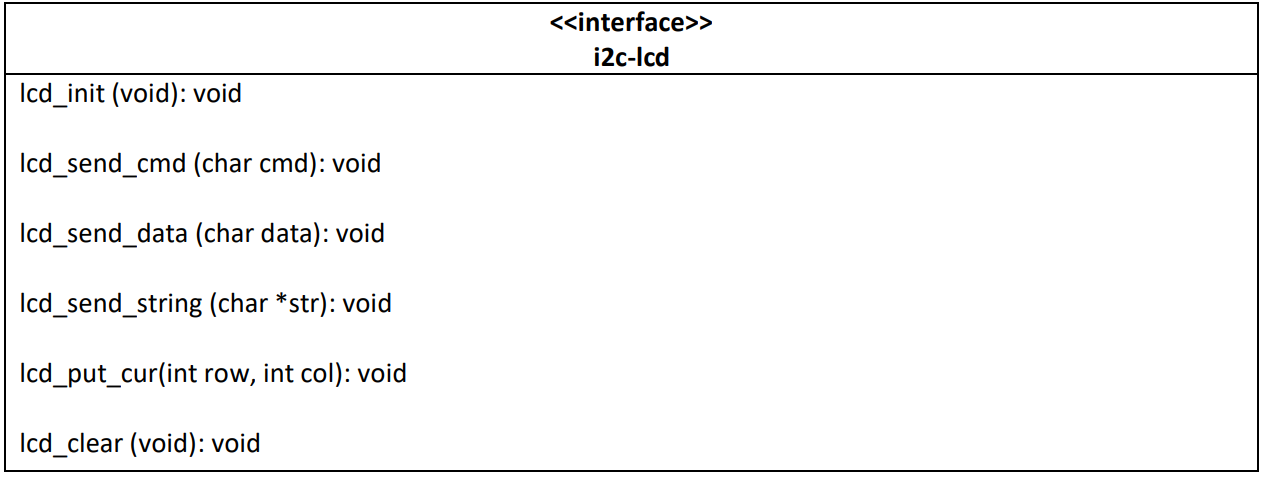 <<interface>>
i2c-lcd
lcd_init (void): void
lcd_send_cmd (char cmd): void
lcd_send_data (char data): void
lcd_send_string (char *str): void
lcd_put_cur(int row, int col): void
lcd_clear (void): void